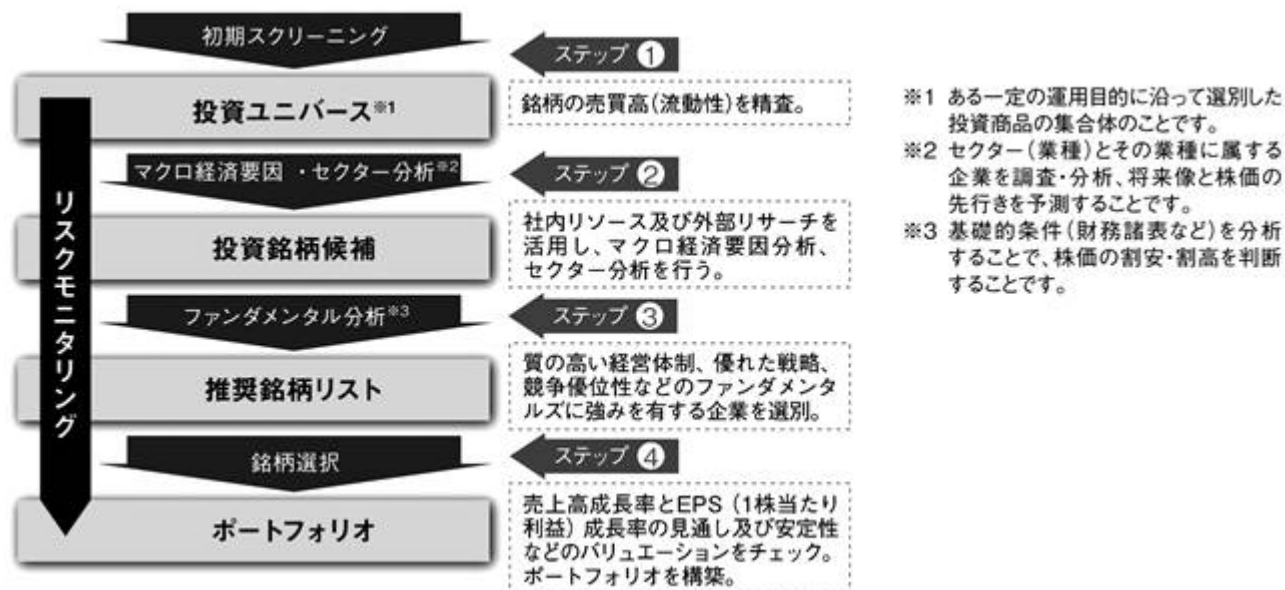 初期スクリーニング
ステップ ❶
投資ユニバース※1
銘柄の売買高(流動性)を精査。
マクロ経済要因 ・セクター分析※2
ステップ ❷
投資銘柄候補
社内リソース及び外部リサーチを
活用し、マクロ経済要因分析、
セクター分析を行う。
ファンダメンタル分析※3
ステップ ❸
推奨銘柄リスト
質の高い経営体制、優れた戦略、
競争優位性などのファンダメンタ
ルズに強みを有する企業を選別。
銘柄選択
ステップ ❹
ポートフォリオ
売上高成長率とEPS（1株当たり
利益）成長率の見通し及び安定性
などのバリュエーションをチェック。
ポートフォリオを構築。
リスクモニタリング
※1 ある一定の運用目的に沿って選別した
投資商品の集合体のことです。
※2 セクター（業種）とその業種に属する
企業を調査・分析、将来像と株価の
先行きを予測することです。
※3 基礎的条件（財務諸表など）を分析
することで、株価の割安・割高を判断
することです。